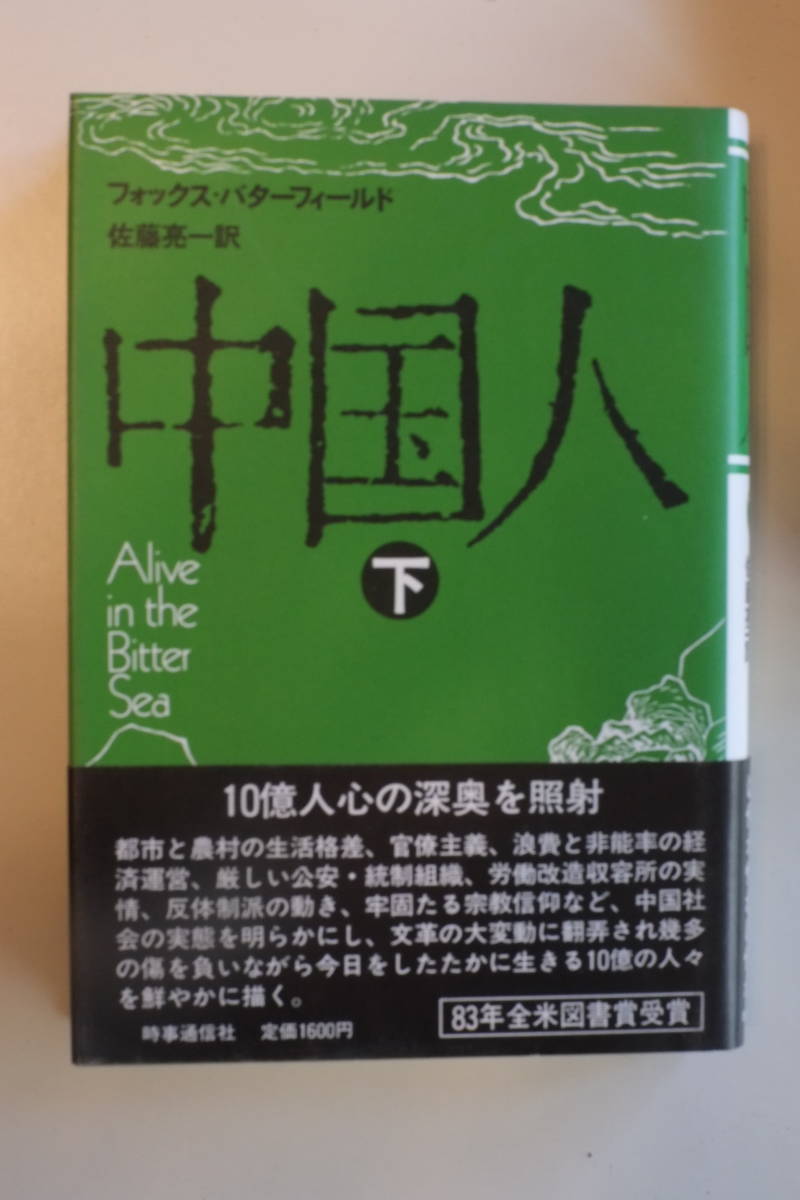 フォックス・バターフィールド
佐藤亮一訳
中国人
下
Alive
in the
Bitter
Sea
10億人心の深奥を照射
都市と農村の生活格差、官僚主義、浪費と非能率の経
済運営、厳しい公安・統制組織、労働改造収容所の実
情、反体制派の動き、牢固たる宗教信仰など、中国社
会の実態を明らかにし、文革の大変動に翻弄され幾多
の傷を負いながら今日をしたたかに生きる10億の人々
を鮮やかに描く。
時事通信社 定価1600円
83年全米図書賞受賞